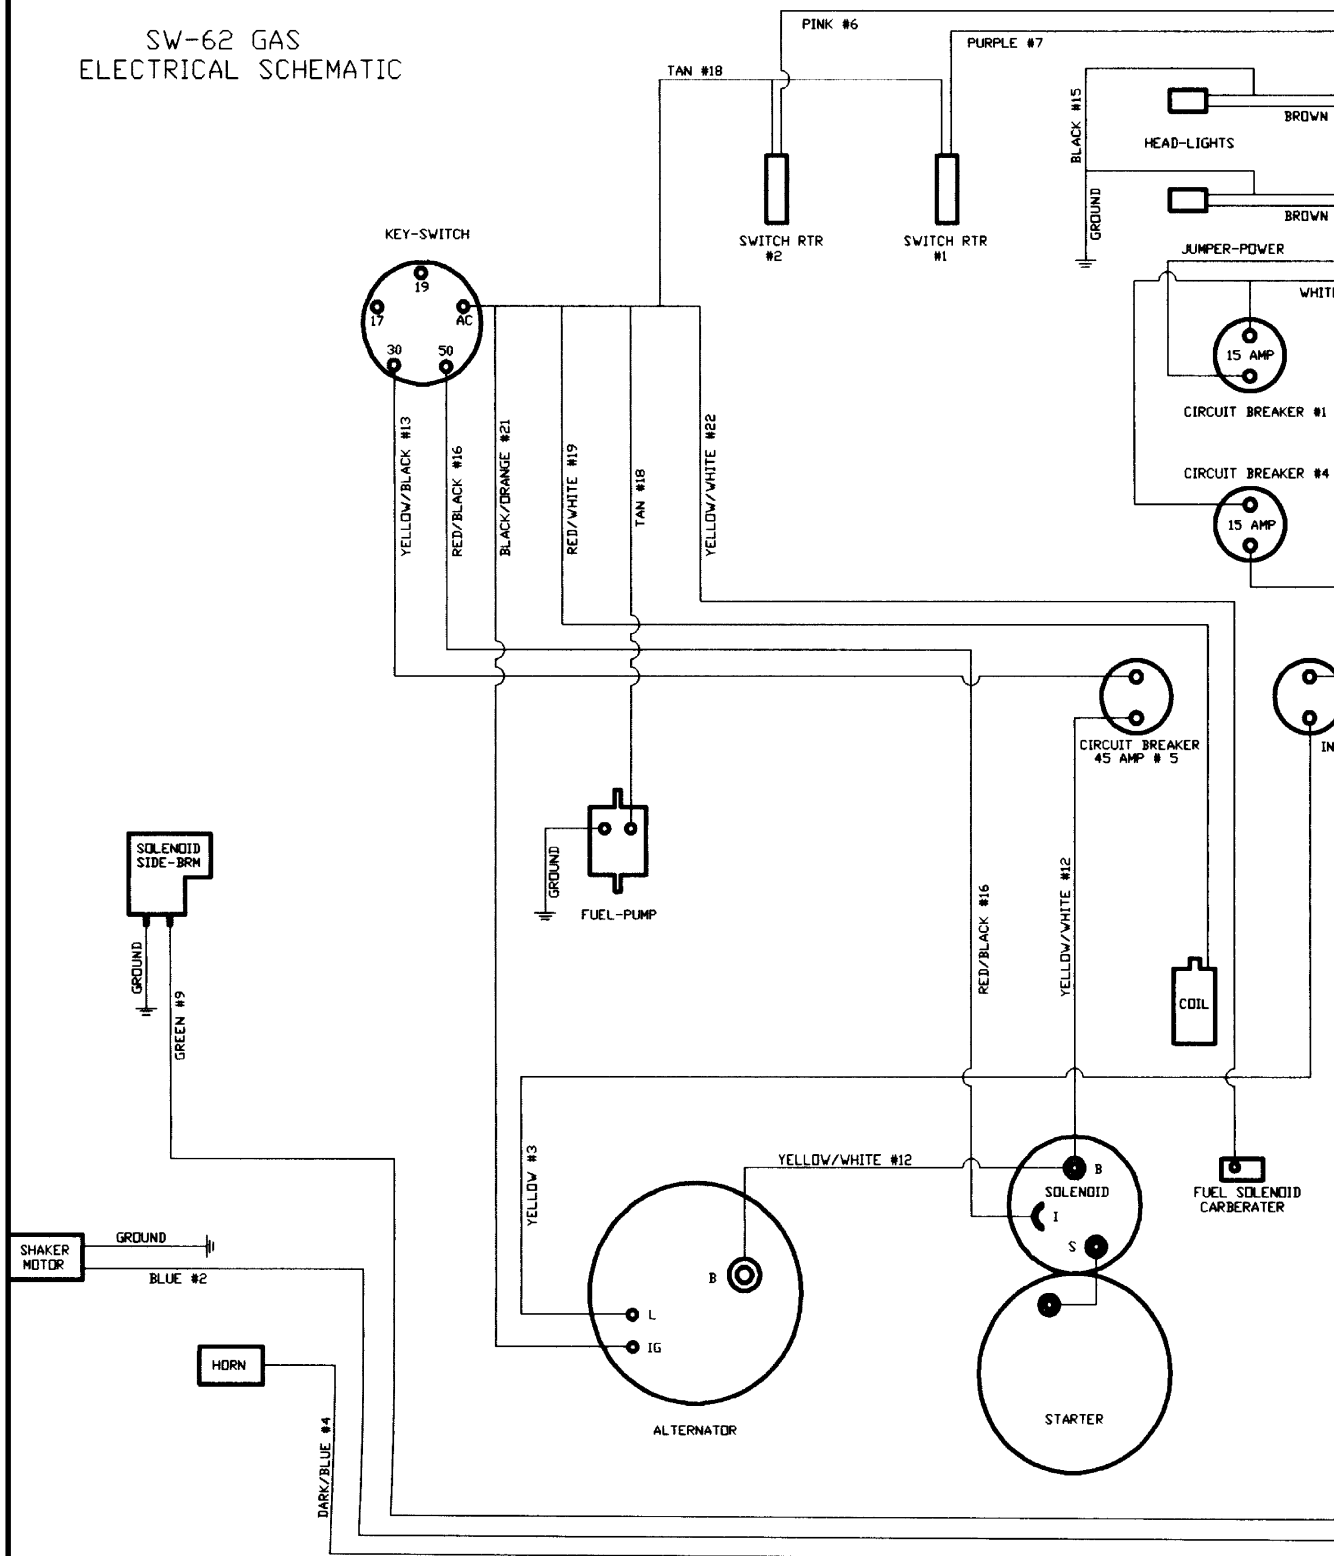 SW-62 GAS
ELECTRICAL SCHEMATIC
PINK #6
PURPLE #7
TAN #18
BLACK #15
BROWN
HEAD-LIGHTS
GROUND
BROWN
SWITCH RTR
#2
SWITCH RTR
#1
JUMPER-POWER
KEY-SWITCH
19
17
AC
30
50
15 AMP
CIRCUIT BREAKER #1
CIRCUIT BREAKER #4
15 AMP
YELLOW/BLACK #13
RED/BLACK #16
BLACK/ORANGE #21
RED/WHITE #19
TAN #18
YELLOW/WHITE #22
CIRCUIT BREAKER
45 AMP # 5
IN
SOLENOID
SIDE-BRM
GROUND
GREEN #9
GROUND
FUEL-PUMP
RED/BLACK #16
YELLOW/WHITE #12
COIL
YELLOW #3
YELLOW/WHITE #12
B
SOLENOID
I
S
FUEL SOLENOID
CARBERATER
SHAKER
MOTOR
GROUND
BLUE #2
B
L
IG
HORN
DARK/BLUE #4
ALTERNATOR
STARTER